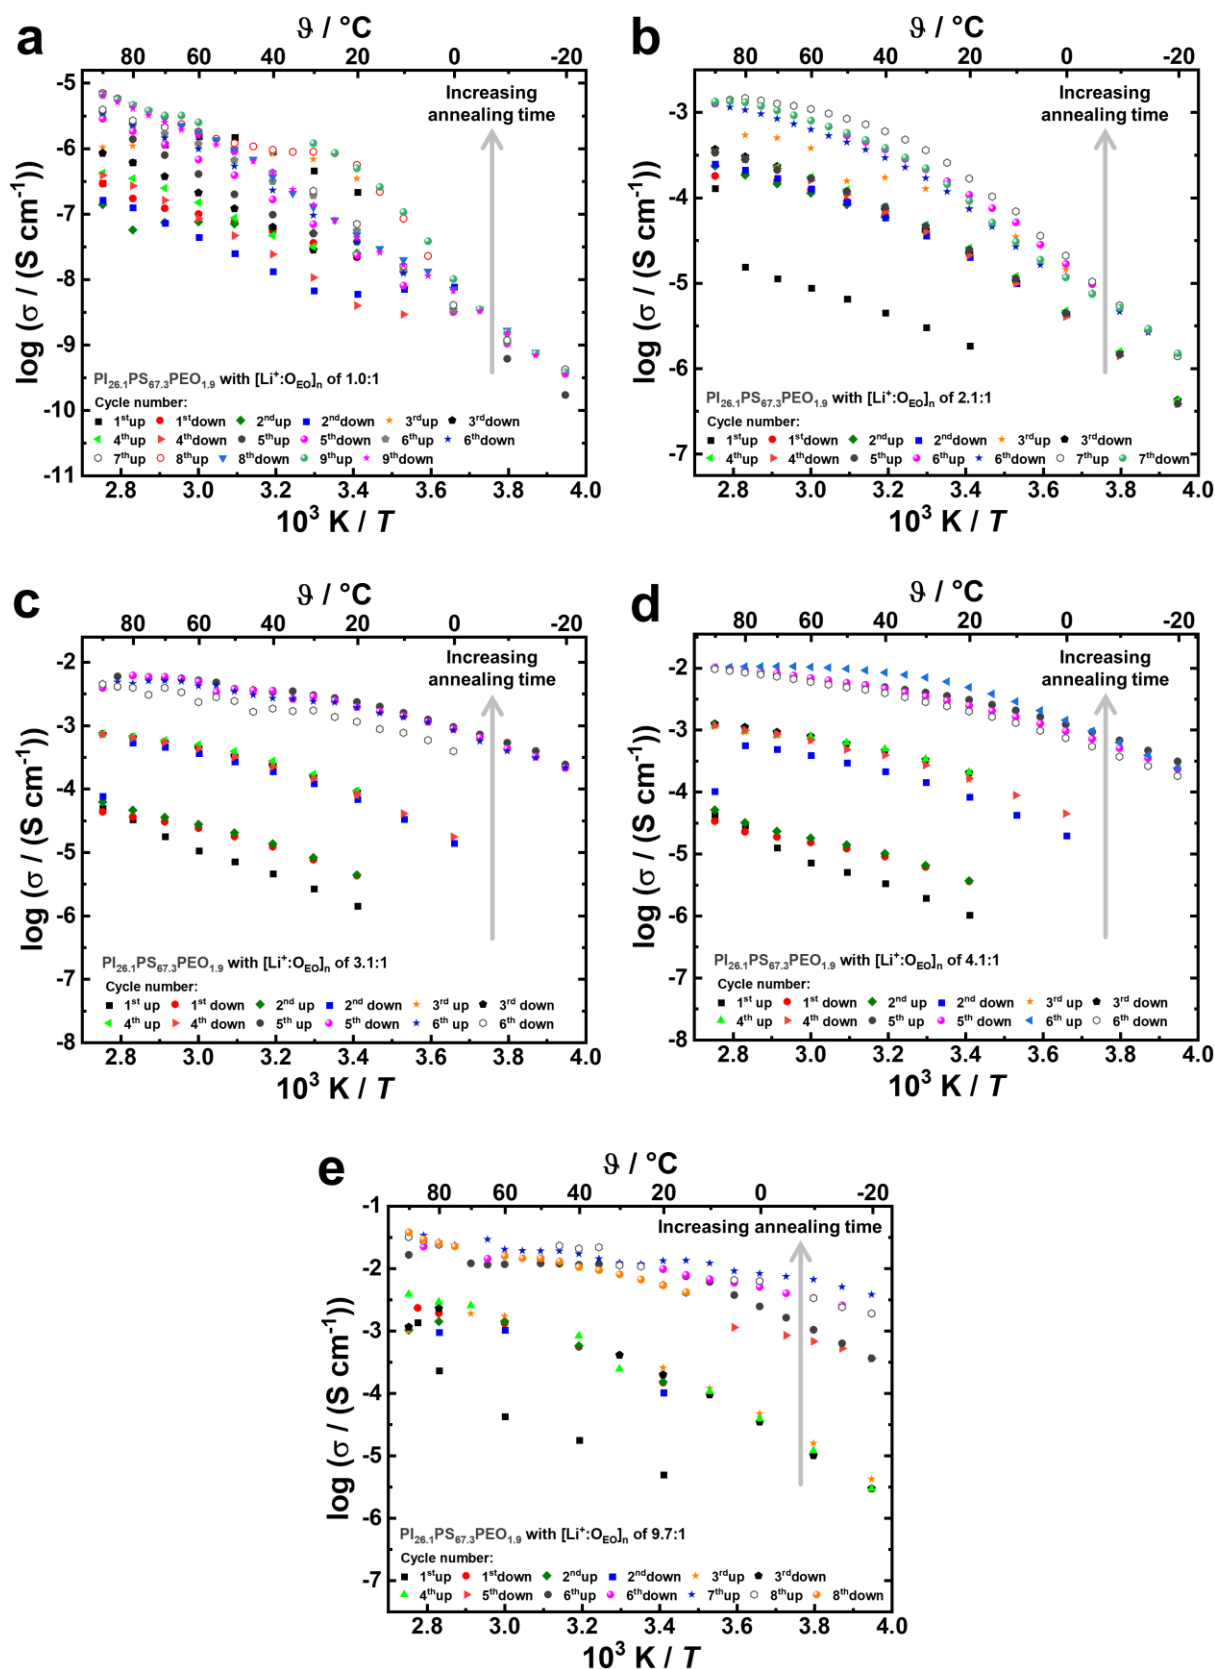 a
ϑ / °C
80 60 40 20 0 -20
-5
-6
-7
-8
-9
-10
-11
log (σ / (S cm⁻¹))
Increasing
annealing time
PI26.1PS67.3PEO1.9 with [Li⁺:OEO]n of 1.0:1
Cycle number:
1ˢᵗup 1ˢᵗdown 2ⁿᵈup 2ⁿᵈdown 3ʳᵈup 3ʳᵈdown
4ᵗʰup 4ᵗʰdown 5ᵗʰup 5ᵗʰdown 6ᵗʰup 6ᵗʰdown
7ᵗʰup 8ᵗʰup 8ᵗʰdown 9ᵗʰup 9ᵗʰdown
2.8 3.0 3.2 3.4 3.6 3.8 4.0
10³ K / T
b
ϑ / °C
80 60 40 20 0 -20
-3
-4
-5
-6
-7
log (σ / (S cm⁻¹))
Increasing
annealing time
PI26.1PS67.3PEO1.9 with [Li⁺:OEO]n of 2.1:1
Cycle number:
1ˢᵗup 1ˢᵗdown 2ⁿᵈup 2ⁿᵈdown 3ʳᵈup 3ʳᵈdown
4ᵗʰup 4ᵗʰdown 5ᵗʰup 6ᵗʰup 6ᵗʰdown 7ᵗʰup 7ᵗʰdown
2.8 3.0 3.2 3.4 3.6 3.8 4.0
10³ K / T
c
ϑ / °C
80 60 40 20 0 -20
-2
-3
-4
-5
-6
-7
-8
log (σ / (S cm⁻¹))
Increasing
annealing time
PI26.1PS67.3PEO1.9 with [Li⁺:OEO]n of 3.1:1
Cycle number:
1ˢᵗ up 1ˢᵗ down 2ⁿᵈ up 2ⁿᵈ down 3ʳᵈ up 3ʳᵈ down
4ᵗʰ up 4ᵗʰ down 5ᵗʰ up 5ᵗʰ down 6ᵗʰ up 6ᵗʰ down
2.8 3.0 3.2 3.4 3.6 3.8 4.0
10³ K / T
d
ϑ / °C
80 60 40 20 0 -20
-2
-3
-4
-5
-6
-7
-8
log (σ / (S cm⁻¹))
Increasing
annealing time
PI26.1PS67.3PEO1.9 with [Li⁺:OEO]n of 4.1:1
Cycle number:
1ˢᵗ up 1ˢᵗ down 2ⁿᵈ up 2ⁿᵈ down 3ʳᵈ up 3ʳᵈ down
4ᵗʰ up 4ᵗʰ down 5ᵗʰ up 5ᵗʰ down 6ᵗʰ up 6ᵗʰ down
2.8 3.0 3.2 3.4 3.6 3.8 4.0
10³ K / T
e
ϑ / °C
80 60 40 20 0 -20
-1
-2
-3
-4
-5
-6
-7
log (σ / (S cm⁻¹))
Increasing annealing time
PI26.1PS67.3PEO1.9 with [Li⁺:OEO]n of 9.7:1
Cycle number:
1ˢᵗup 1ˢᵗdown 2ⁿᵈup 2ⁿᵈdown 3ʳᵈup 3ʳᵈdown
4ᵗʰup 5ᵗʰdown 6ᵗʰup 6ᵗʰdown 7ᵗʰup 8ᵗʰup 8ᵗʰdown
2.8 3.0 3.2 3.4 3.6 3.8 4.0
10³ K / T